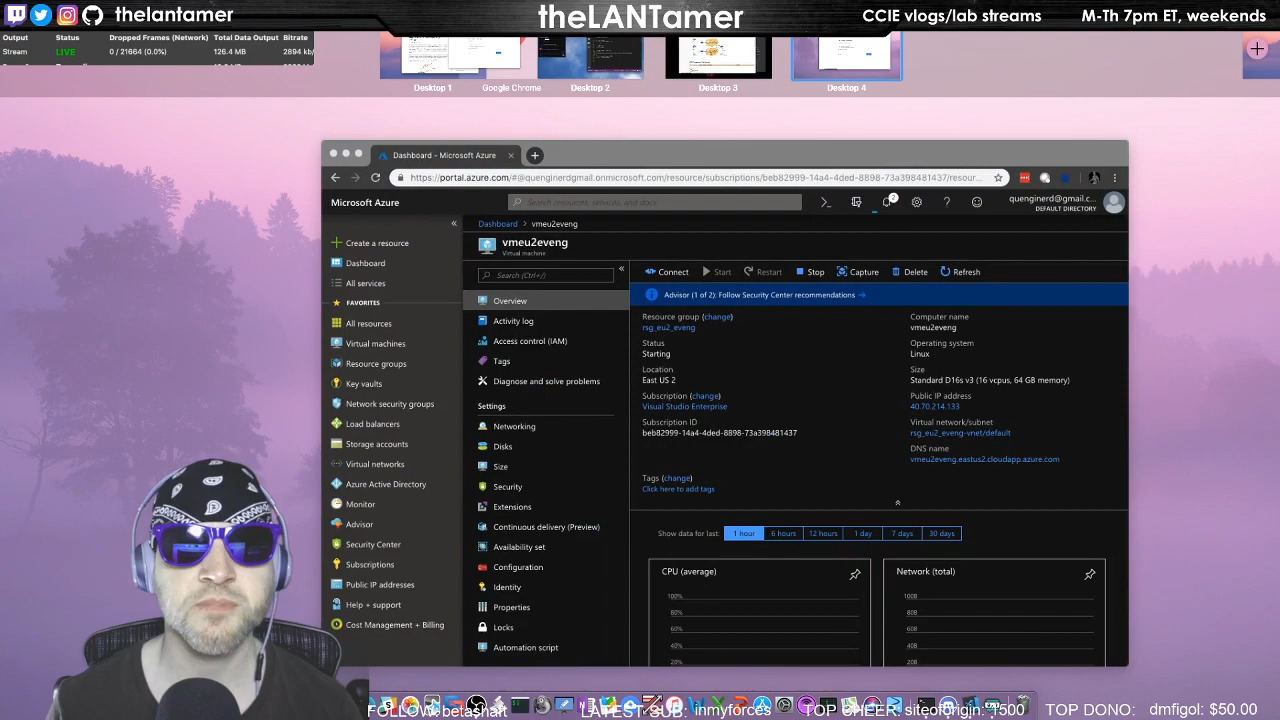 thelantamer
theLANTamer
CCIE vlogs/lab streams
M-Th 7pm ET, weekends
Output Status Dropped Frames (Network) Total Data Output Bitrate
Stream LIVE 0 / 21664 (0.0%) 126.4 MB 2894 kb/
Desktop 1
Google Chrome
Desktop 2
Desktop 3
Desktop 4
Dashboard - Microsoft Azure
https://portal.azure.com/#@quenginerdgmail.onmicrosoft.com/resource/subscriptions/beb82999-14a4-4ded-8898-73a398481437/resour...
Microsoft Azure
Search resources, services, and docs
2
quenginerd@gmail.c...
DEFAULT DIRECTORY
Create a resource
Dashboard
All services
FAVORITES
All resources
Virtual machines
Resource groups
Key vaults
Network security groups
Load balancers
Storage accounts
Virtual networks
Azure Active Directory
Monitor
Advisor
Security Center
Subscriptions
Public IP addresses
Help + support
Cost Management + Billing
Dashboard > vmeu2eveng
vmeu2eveng
Virtual machine
Search (Ctrl+/)
Overview
Activity log
Access control (IAM)
Tags
Diagnose and solve problems
Settings
Networking
Disks
Size
Security
Extensions
Continuous delivery (Preview)
Availability set
Configuration
Identity
Properties
Locks
Automation script
Connect Start Restart Stop Capture Delete Refresh
Advisor (1 of 2): Follow Security Center recommendations →
Resource group (change)
rsg_eu2_eveng
Status
Starting
Location
East US 2
Subscription (change)
Visual Studio Enterprise
Subscription ID
beb82999-14a4-4ded-8898-73a398481437
Tags (change)
Click here to add tags
Computer name
vmeu2eveng
Operating system
Linux
Size
Standard D16s v3 (16 vcpus, 64 GB memory)
Public IP address
40.70.214.133
Virtual network/subnet
rsg_eu2_eveng-vnet/default
DNS name
vmeu2eveng.eastus2.cloudapp.azure.com
Show data for last: 1 hour 6 hours 12 hours 1 day 7 days 30 days
CPU (average)
100%
80%
60%
40%
20%
Network (total)
100B
80B
60B
40B
20B
FOLLOW: betashaft
LATEST SUB: inmyforces
TOP CHEER: siteoforigin: 1500
TOP DONO: dmfigol: $50.00